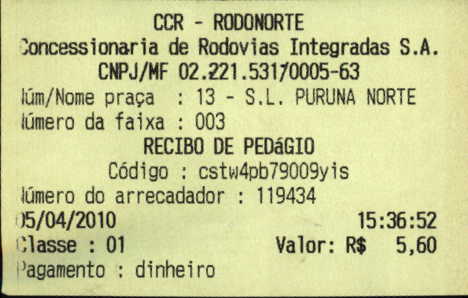 CCR - RODONORTE
Concessionaria de Rodovias Integradas S.A.
CNPJ/MF 02.221.531/0005-63
Núm/Nome praça : 13 - S.L. PURUNA NORTE
Número da faixa : 003
RECIBO DE PEDáGIO
Código : cstw4pb79009yis
Número do arrecadador : 119434
05/04/2010 15:36:52
Classe : 01 Valor: R$ 5,60
Pagamento : dinheiro